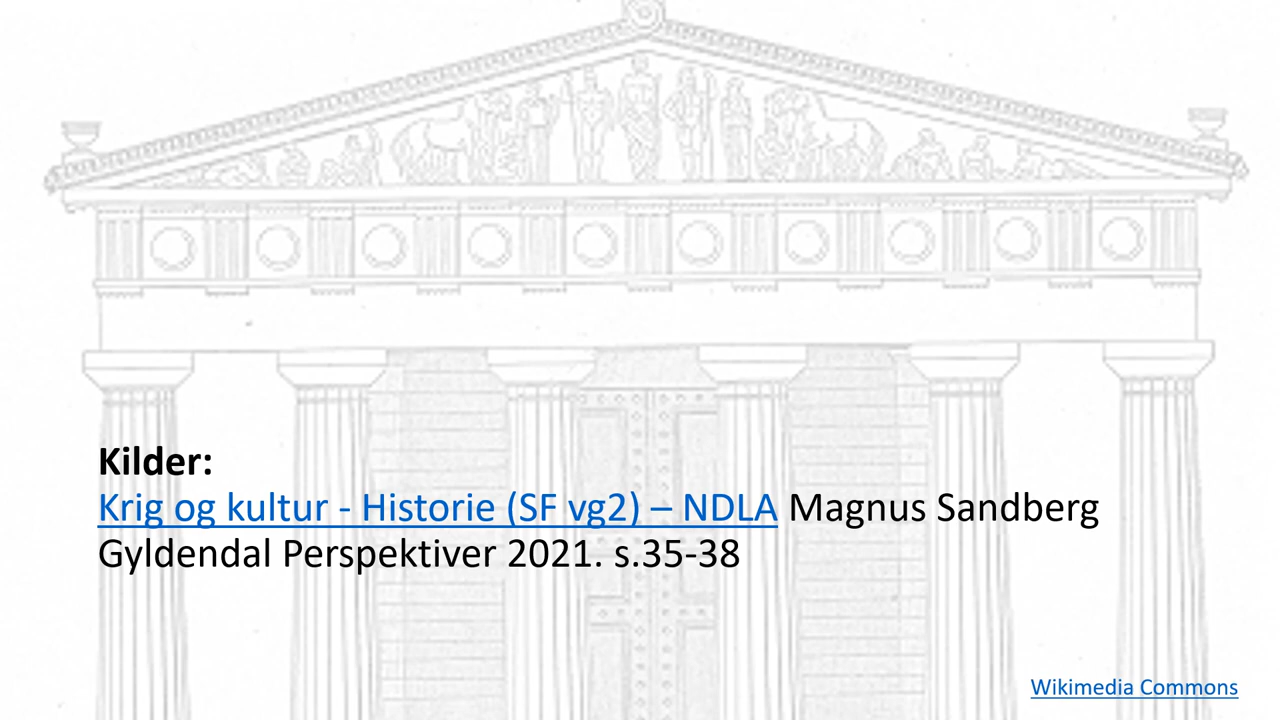 Kilder:
Krig og kultur - Historie (SF vg2) – NDLA Magnus Sandberg
Gyldendal Perspektiver 2021. s.35-38
Wikimedia Commons